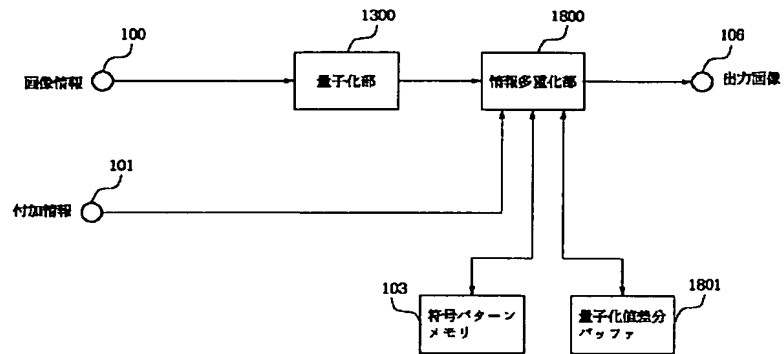 100
1300
1800
106
画像情報
量子化部
情報多重化部
出力画像
101
付加情報
103
符号パターン
メモリ
量子化値差分
バッファ
1801